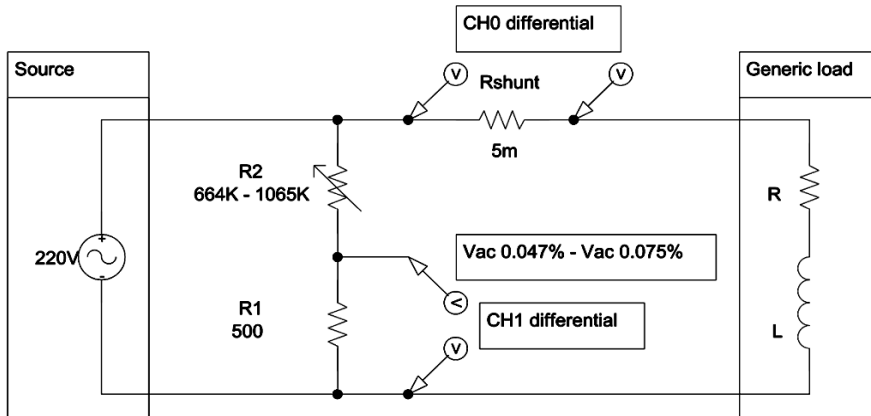 CH0 differential
Source
V
V
Generic load
Rshunt
5m
R2
664K - 1065K
R
+
220V
-
Vac 0.047% - Vac 0.075%
R1
500
V
CH1 differential
V
L